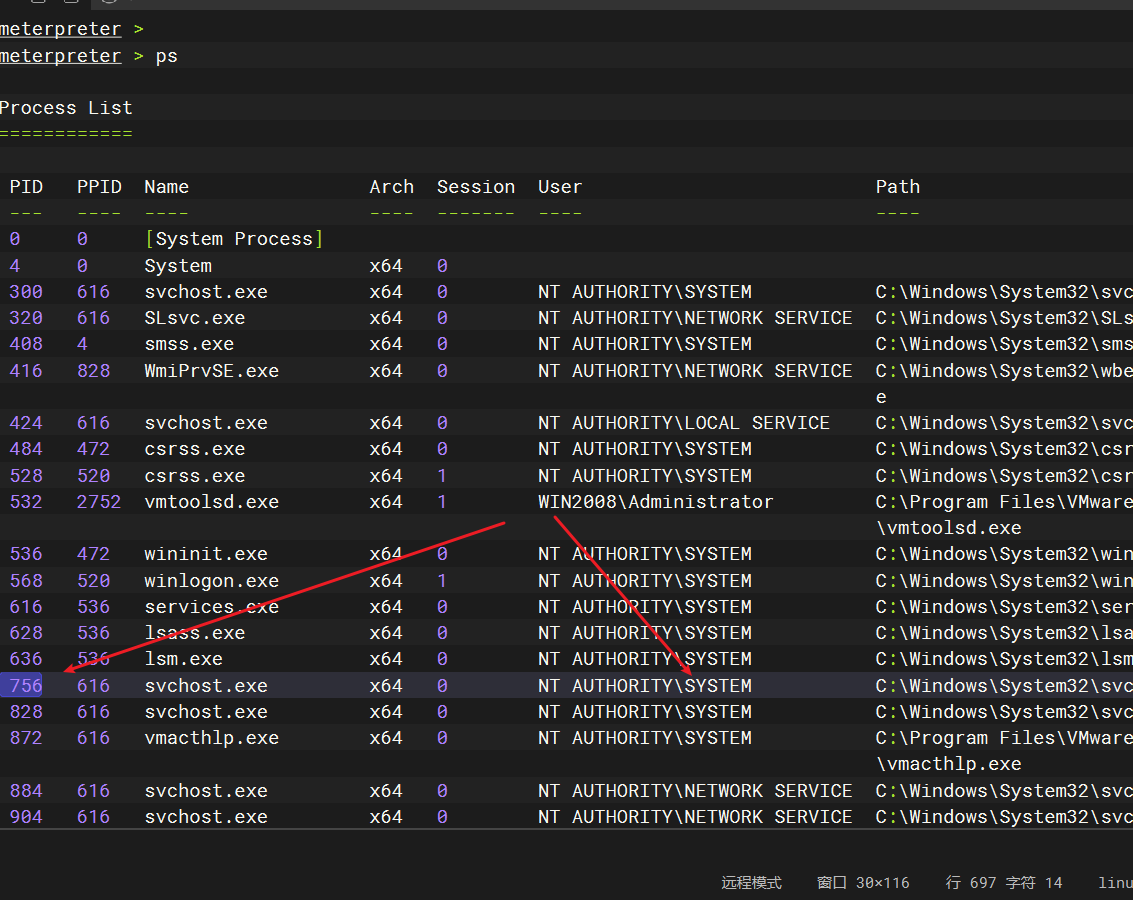 meterpreter >
meterpreter > ps
Process List
============
PID PPID Name Arch Session User Path
--- ---- ---- ---- ------- ---- ----
0 0 [System Process]
4 0 System x64 0
300 616 svchost.exe x64 0 NT AUTHORITY\SYSTEM C:\Windows\System32\svc
320 616 SLsvc.exe x64 0 NT AUTHORITY\NETWORK SERVICE C:\Windows\System32\SLs
408 4 smss.exe x64 0 NT AUTHORITY\SYSTEM C:\Windows\System32\sms
416 828 WmiPrvSE.exe x64 0 NT AUTHORITY\NETWORK SERVICE C:\Windows\System32\wbe
e
424 616 svchost.exe x64 0 NT AUTHORITY\LOCAL SERVICE C:\Windows\System32\svc
484 472 csrss.exe x64 0 NT AUTHORITY\SYSTEM C:\Windows\System32\csr
528 520 csrss.exe x64 1 NT AUTHORITY\SYSTEM C:\Windows\System32\csr
532 2752 vmtoolsd.exe x64 1 WIN2008\Administrator C:\Program Files\VMware
\vmtoolsd.exe
536 472 wininit.exe x64 0 NT AUTHORITY\SYSTEM C:\Windows\System32\win
568 520 winlogon.exe x64 1 NT AUTHORITY\SYSTEM C:\Windows\System32\win
616 536 services.exe x64 0 NT AUTHORITY\SYSTEM C:\Windows\System32\ser
628 536 lsass.exe x64 0 NT AUTHORITY\SYSTEM C:\Windows\System32\lsa
636 536 lsm.exe x64 0 NT AUTHORITY\SYSTEM C:\Windows\System32\lsm
756 616 svchost.exe x64 0 NT AUTHORITY\SYSTEM C:\Windows\System32\svc
828 616 svchost.exe x64 0 NT AUTHORITY\SYSTEM C:\Windows\System32\svc
872 616 vmacthlp.exe x64 0 NT AUTHORITY\SYSTEM C:\Program Files\VMware
\vmacthlp.exe
884 616 svchost.exe x64 0 NT AUTHORITY\NETWORK SERVICE C:\Windows\System32\svc
904 616 svchost.exe x64 0 NT AUTHORITY\NETWORK SERVICE C:\Windows\System32\svc
远程模式 窗口 30×116 行 697 字符 14 linu